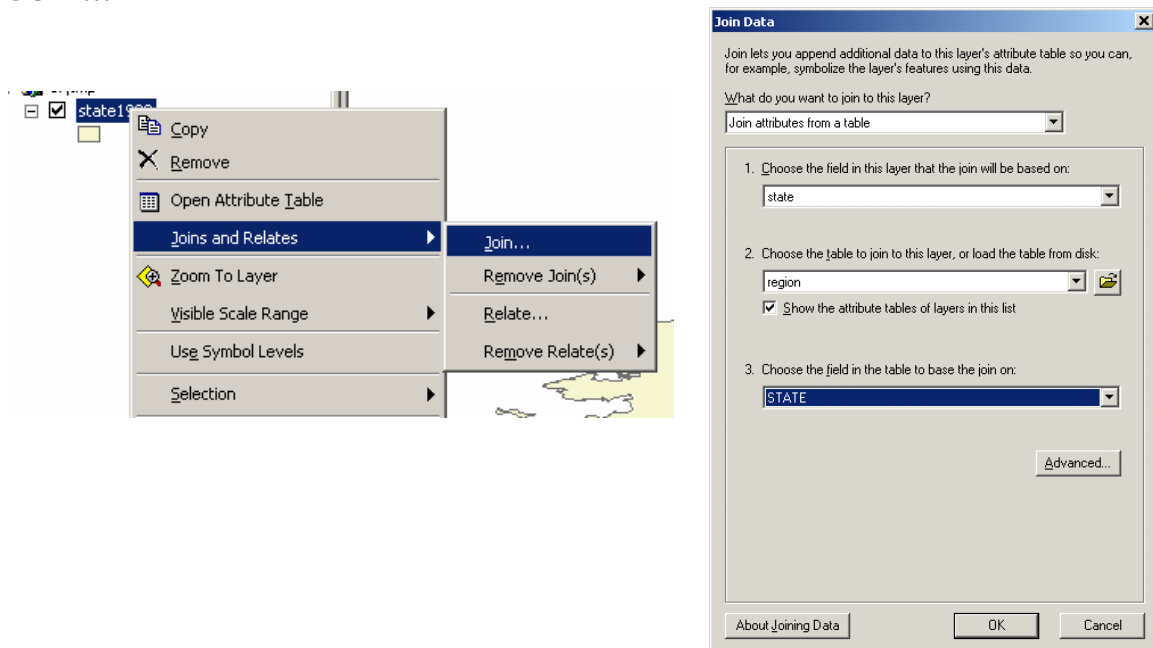 state1
Copy
Remove
Open Attribute Table
Joins and Relates
Zoom To Layer
Visible Scale Range
Use Symbol Levels
Selection
Join...
Remove Join(s)
Relate...
Remove Relate(s)
Join Data
Join lets you append additional data to this layer's attribute table so you can,
for example, symbolize the layer's features using this data.
What do you want to join to this layer?
Join attributes from a table
1. Choose the field in this layer that the join will be based on:
state
2. Choose the table to join to this layer, or load the table from disk:
region
Show the attribute tables of layers in this list
3. Choose the field in the table to base the join on:
STATE
Advanced...
About Joining Data
OK
Cancel